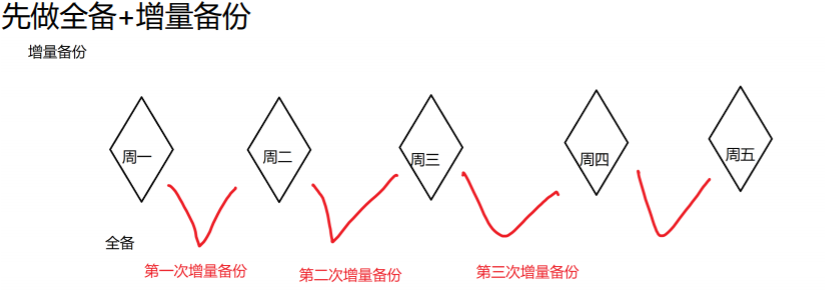 先做全备+增量备份
增量备份
周一 周二 周三 周四 周五
全备
第一次增量备份 第二次增量备份 第三次增量备份